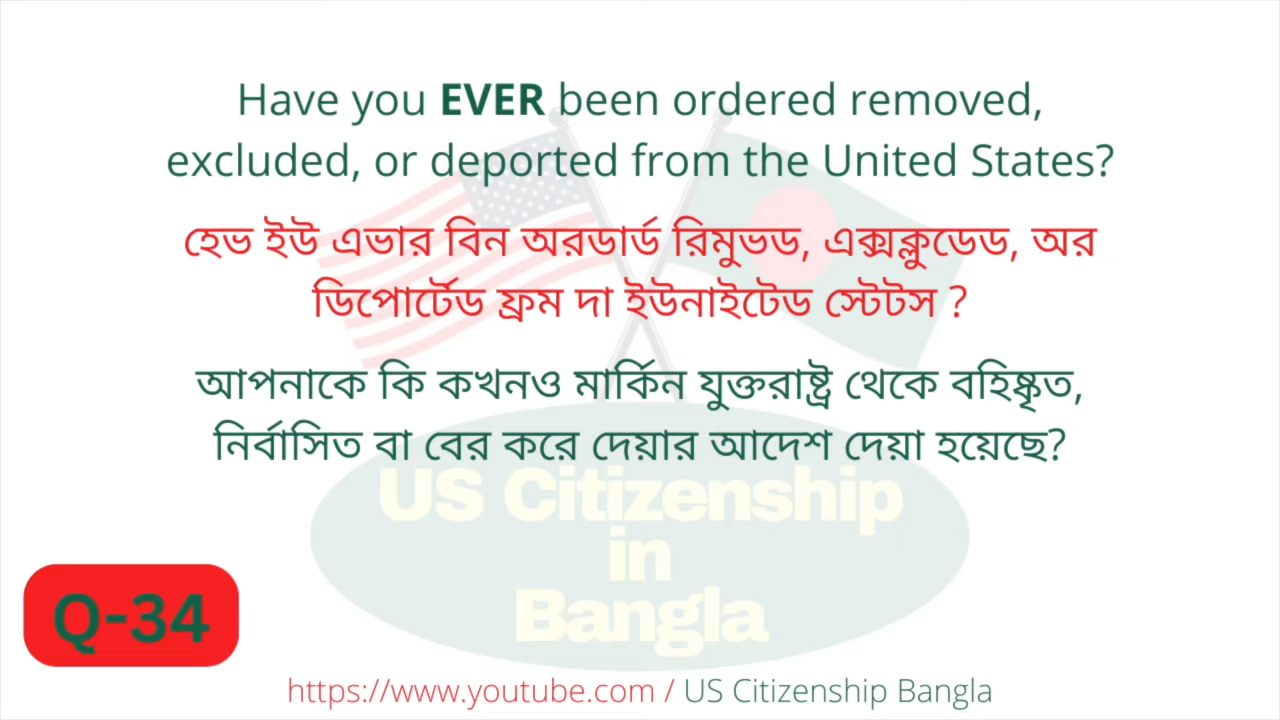 Have you EVER been ordered removed,
excluded, or deported from the United States?
হেভ ইউ এভার বিন অরডার্ড রিমুভড, এক্সক্লুডেড, অর
ডিপোর্টেড ফ্রম দা ইউনাইটেড স্টেটস ?
আপনাকে কি কখনও মার্কিন যুক্তরাষ্ট্র থেকে বহিষ্কৃত,
নির্বাসিত বা বের করে দেয়ার আদেশ দেয়া হয়েছে?
US Citizenship
in
Bangla
Q-34
https://www.youtube.com / US Citizenship Bangla